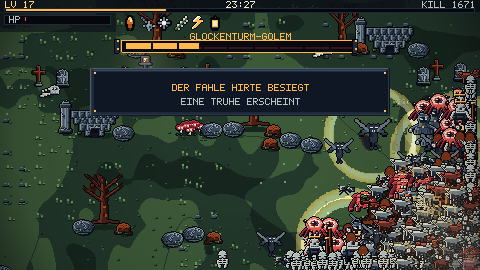 LV 17
23:27
KILL 1671
HP
GLOCKENTURM-GOLEM
DER FAHLE HIRTE BESIEGT
EINE TRUHE ERSCHEINT